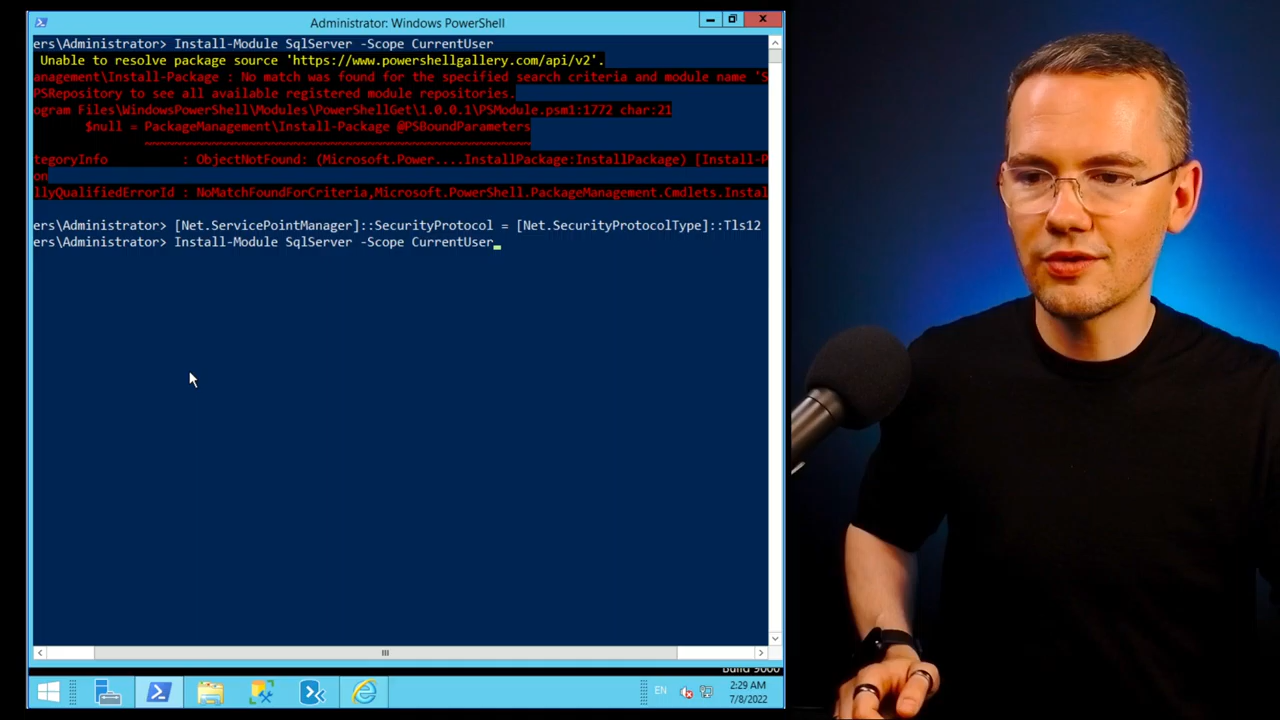 Administrator: Windows PowerShell
ers\Administrator> Install-Module SqlServer -Scope CurrentUser
Unable to resolve package source 'https://www.powershellgallery.com/api/v2'.
anagement\Install-Package : No match was found for the specified search criteria and module name 'S
PSRepository to see all available registered module repositories.
ogram Files\WindowsPowerShell\Modules\PowerShellGet\1.0.0.1\PSModule.psm1:1772 char:21
$null = PackageManagement\Install-Package @PSBoundParameters
~~~~~~~~~~~~~~~~~~~~~~~~~~~~~~~~~~~~~~~~~~~~~~~~~~~~
tegoryInfo : ObjectNotFound: (Microsoft.Power....InstallPackage:InstallPackage) [Install-P
on
llyQualifiedErrorId : NoMatchFoundForCriteria,Microsoft.PowerShell.PackageManagement.Cmdlets.Instal
ers\Administrator> [Net.ServicePointManager]::SecurityProtocol = [Net.SecurityProtocolType]::Tls12
ers\Administrator> Install-Module SqlServer -Scope CurrentUser
Build 9600
EN
2:29 AM
7/8/2022